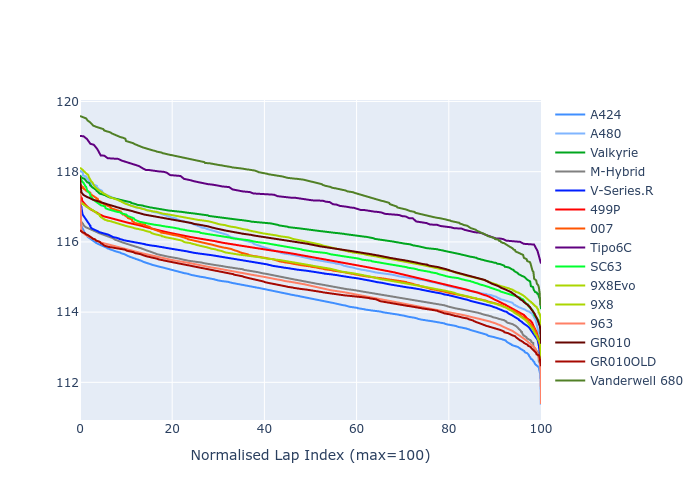 120
118
116
114
112
0 20 40 60 80 100
Normalised Lap Index (max=100)
A424
A480
Valkyrie
M-Hybrid
V-Series.R
499P
007
Tipo6C
SC63
9X8Evo
9X8
963
GR010
GR010OLD
Vanderwell 680